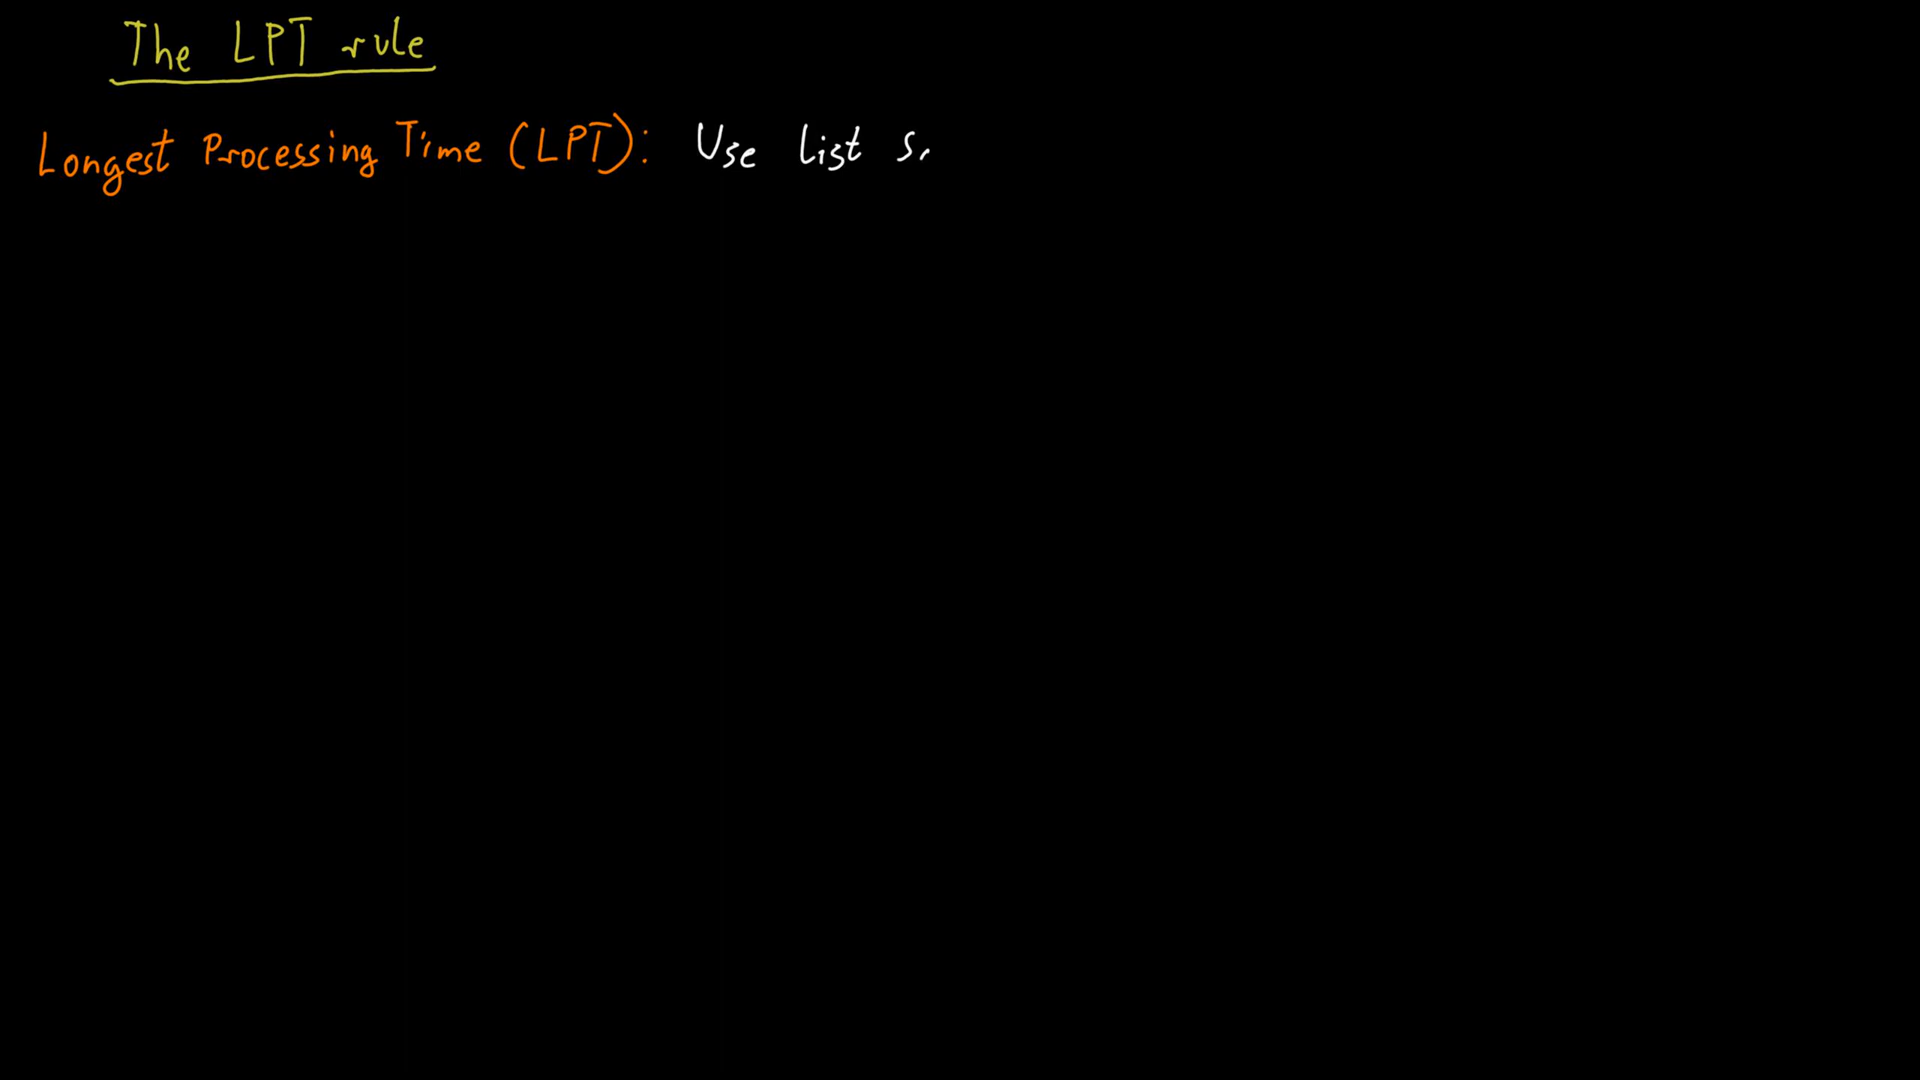 The LPT rule
Longest Processing Time (LPT): Use list s